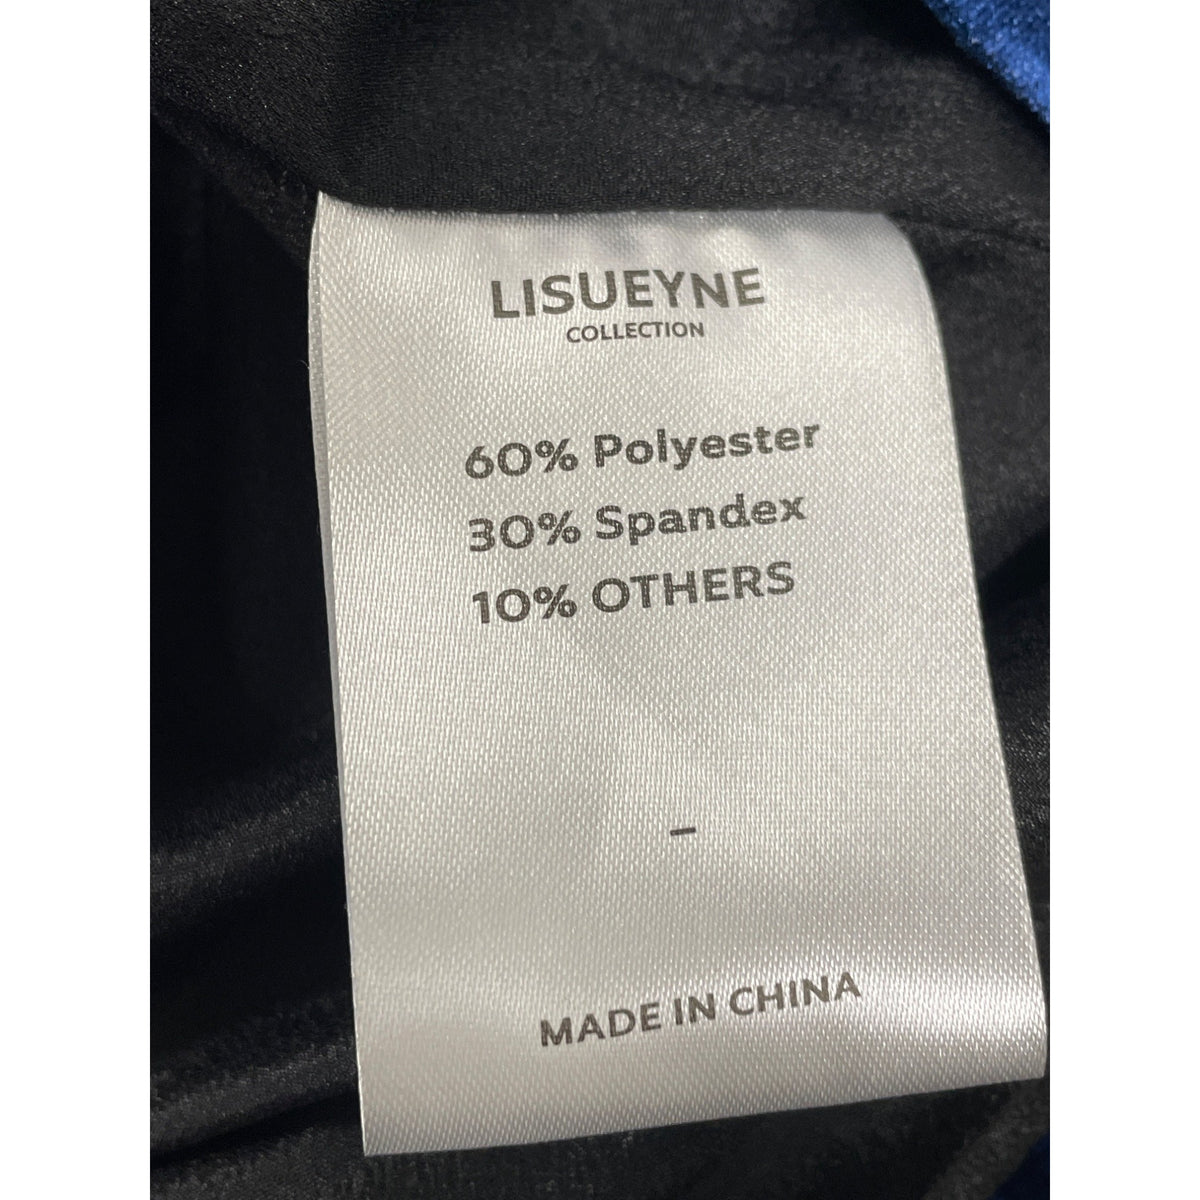 LISUEYNE
COLLECTION
60% Polyester
30% Spandex
10% OTHERS
–
MADE IN CHINA